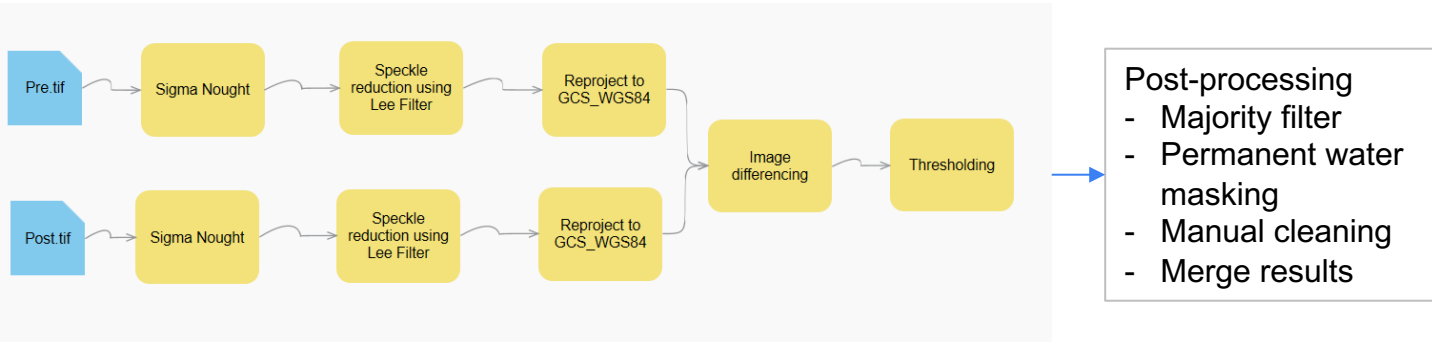 Pre.tif
Sigma Nought
Speckle
reduction using
Lee Filter
Reproject to
GCS_WGS84
Post.tif
Sigma Nought
Speckle
reduction using
Lee Filter
Reproject to
GCS_WGS84
Image
differencing
Thresholding
Post-processing
- Majority filter
- Permanent water
masking
- Manual cleaning
- Merge results